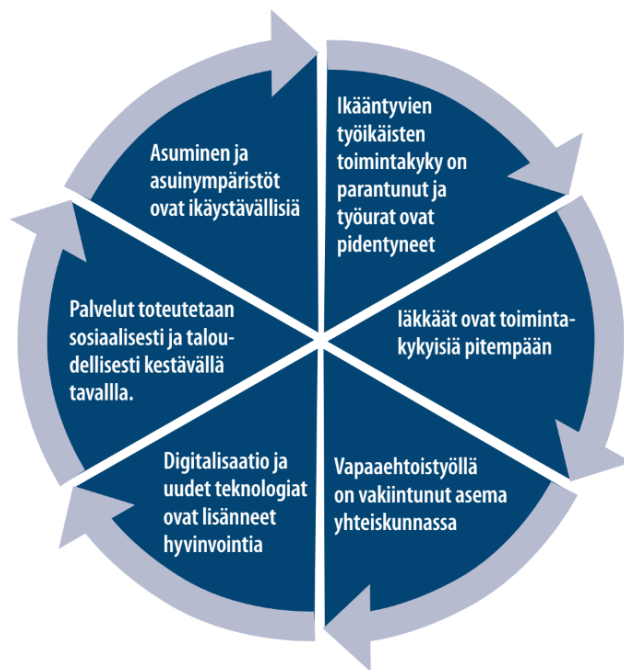 Ikääntyvien
työikäisten
toimintakyky on
parantunut ja
työurat ovat
pidentyneet
Iäkkäät ovat toiminta-
kykyisiä pitempään
Vapaaehtoistyöllä
on vakiintunut asema
yhteiskunnassa
Digitalisaatio ja
uudet teknologiat
ovat lisänneet
hyvinvointia
Palvelut toteutetaan
sosiaalisesti ja talou-
dellisesti kestävällä
tavallla.
Asuminen ja
asuinympäristöt
ovat ikäystävällisiä